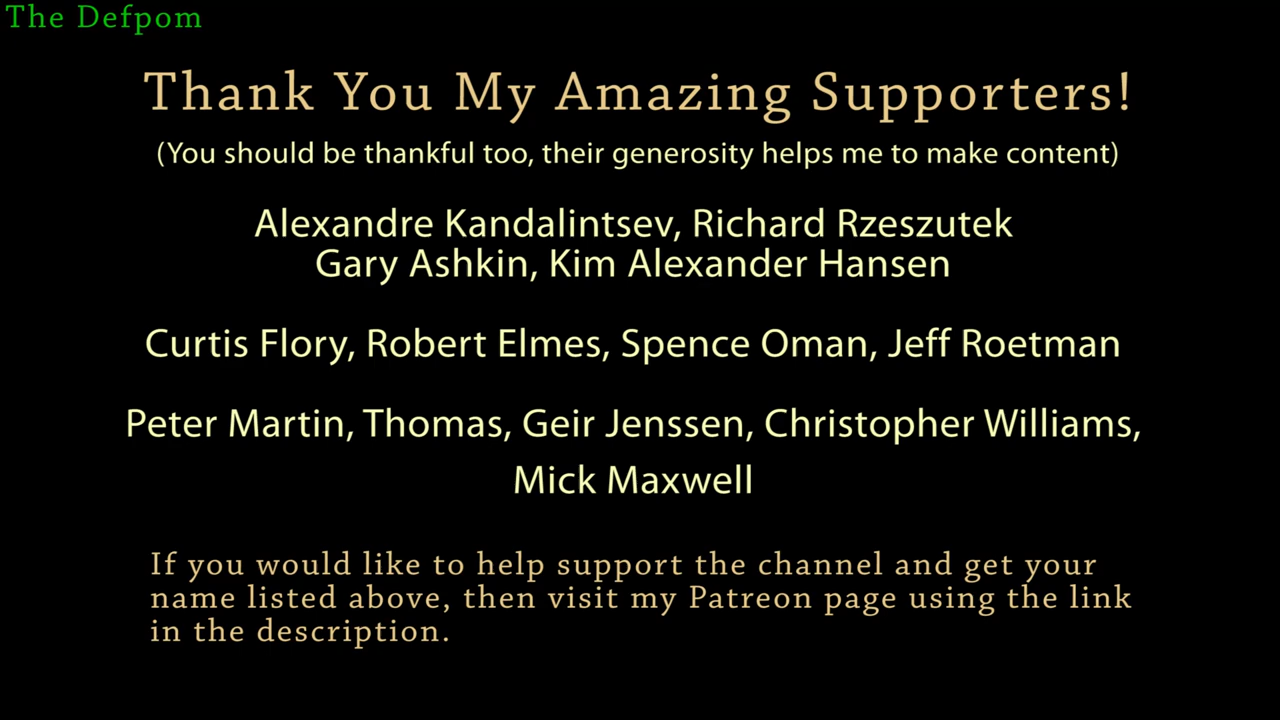 The Defpom
Thank You My Amazing Supporters!
(You should be thankful too, their generosity helps me to make content)
Alexandre Kandalintsev, Richard Rzeszutek
Gary Ashkin, Kim Alexander Hansen
Curtis Flory, Robert Elmes, Spence Oman, Jeff Roetman
Peter Martin, Thomas, Geir Jenssen, Christopher Williams,
Mick Maxwell
If you would like to help support the channel and get your
name listed above, then visit my Patreon page using the link
in the description.